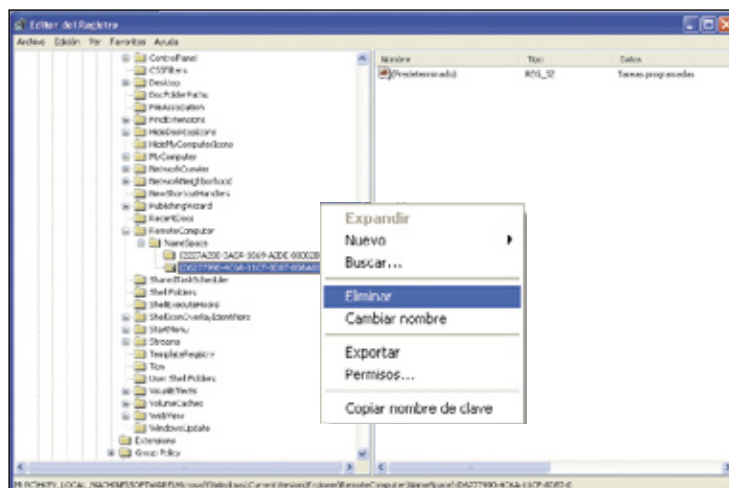 Editor del Registro
Archivo Edición Ver Favoritos Ayuda
ControlPanel
CSSFilters
Desktop
DocFolderPaths
FileAssociation
FindExtensions
HideDesktopIcons
HideMyComputerIcons
MyComputer
NetworkCrawler
NetworkNeighborhood
NewShortcutHandlers
PublishingWizard
RecentDocs
RemoteComputer
NameSpace
SharedTaskScheduler
Shell Folders
ShellExecuteHooks
ShellIconOverlayIdentifiers
StartMenu
Streams
TemplateRegistry
Tips
User Shell Folders
VisualEffects
VolumeCaches
WebView
WindowsUpdate
Extensions
Group Policy
Nombre Tipo Datos
(Predeterminado) REG_SZ Tareas programadas
Expandir
Nuevo
Buscar...
Eliminar
Cambiar nombre
Exportar
Permisos...
Copiar nombre de clave